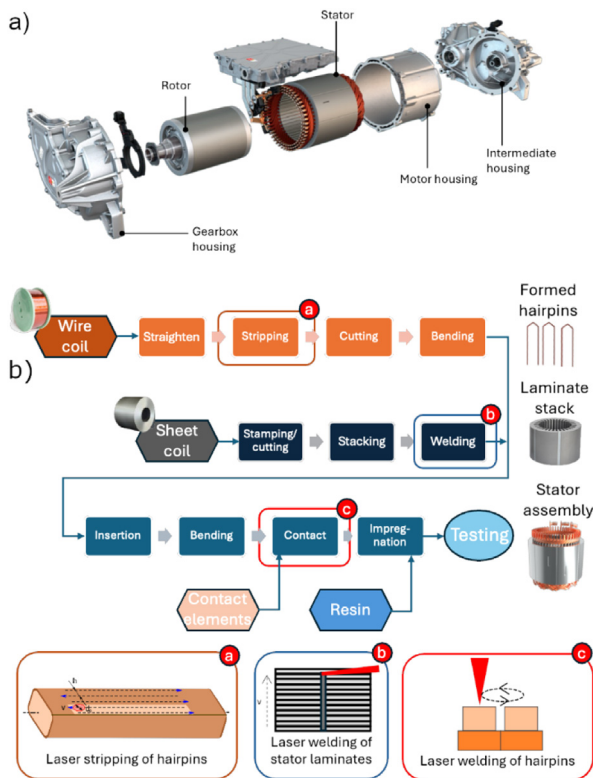 a)
Stator
Rotor
Intermediate
housing
Motor housing
Gearbox
housing
Formed
hairpins
a
Wire
coil
Straighten
Stripping
Cutting
Bending
b)
Laminate
stack
b
Sheet
coil
Stamping/
cutting
Stacking
Welding
Stator
assembly
c
Insertion
Bending
Contact
Impreg-
nation
Testing
Contact
elements
Resin
a
h
v
d
Laser stripping of hairpins
b
v
Laser welding of
stator laminates
c
Laser welding of hairpins